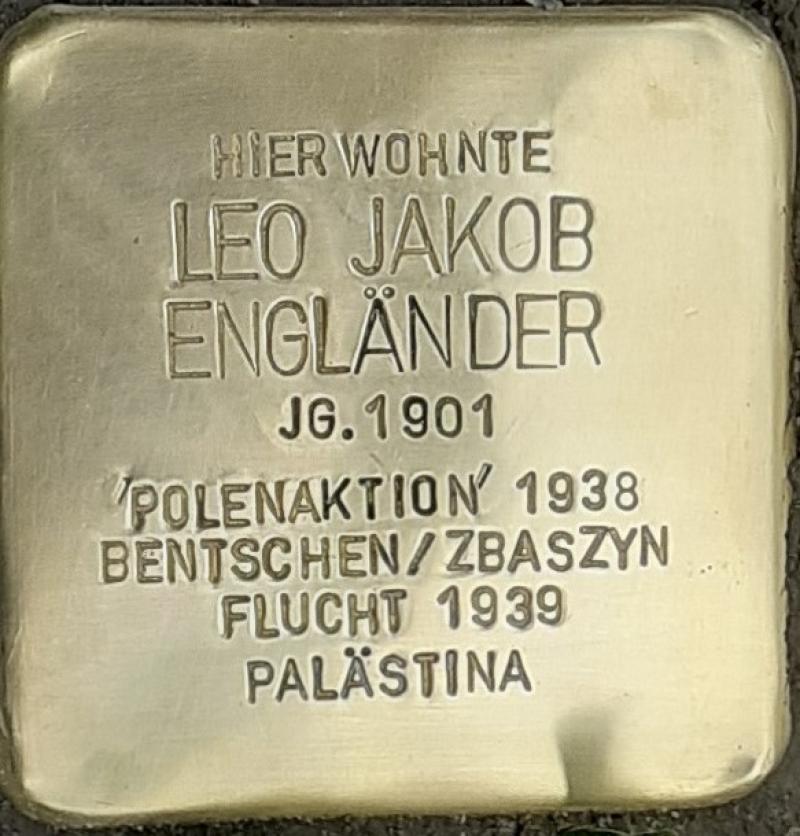 HIER WOHNTE
LEO JAKOB
ENGLÄNDER
JG. 1901
'POLENAKTION' 1938
BENTSCHEN/ZBASZYN
FLUCHT 1939
PALÄSTINA